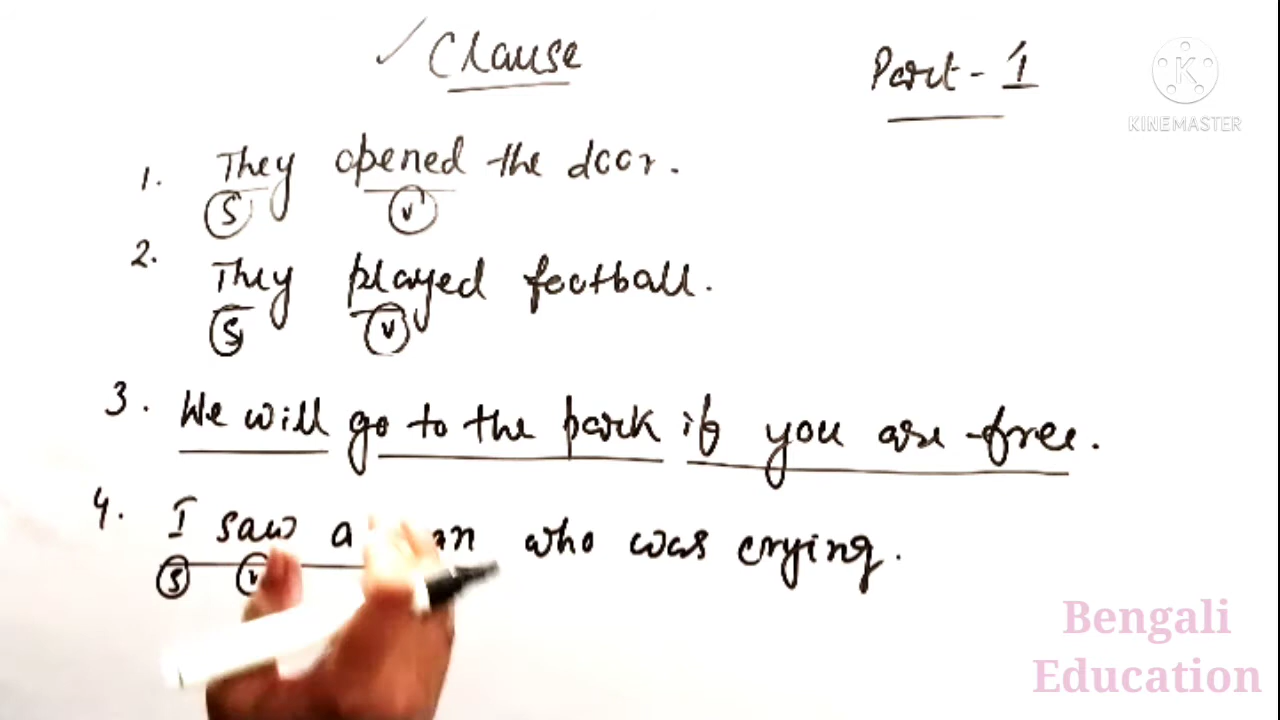 ✓ Clause Part - 1
KINEMASTER
1. They opened the door.
S V
2. They played football.
S V
3. We will go to the park if you are free.
4. I saw a who was crying.
S V
Bengali
Education